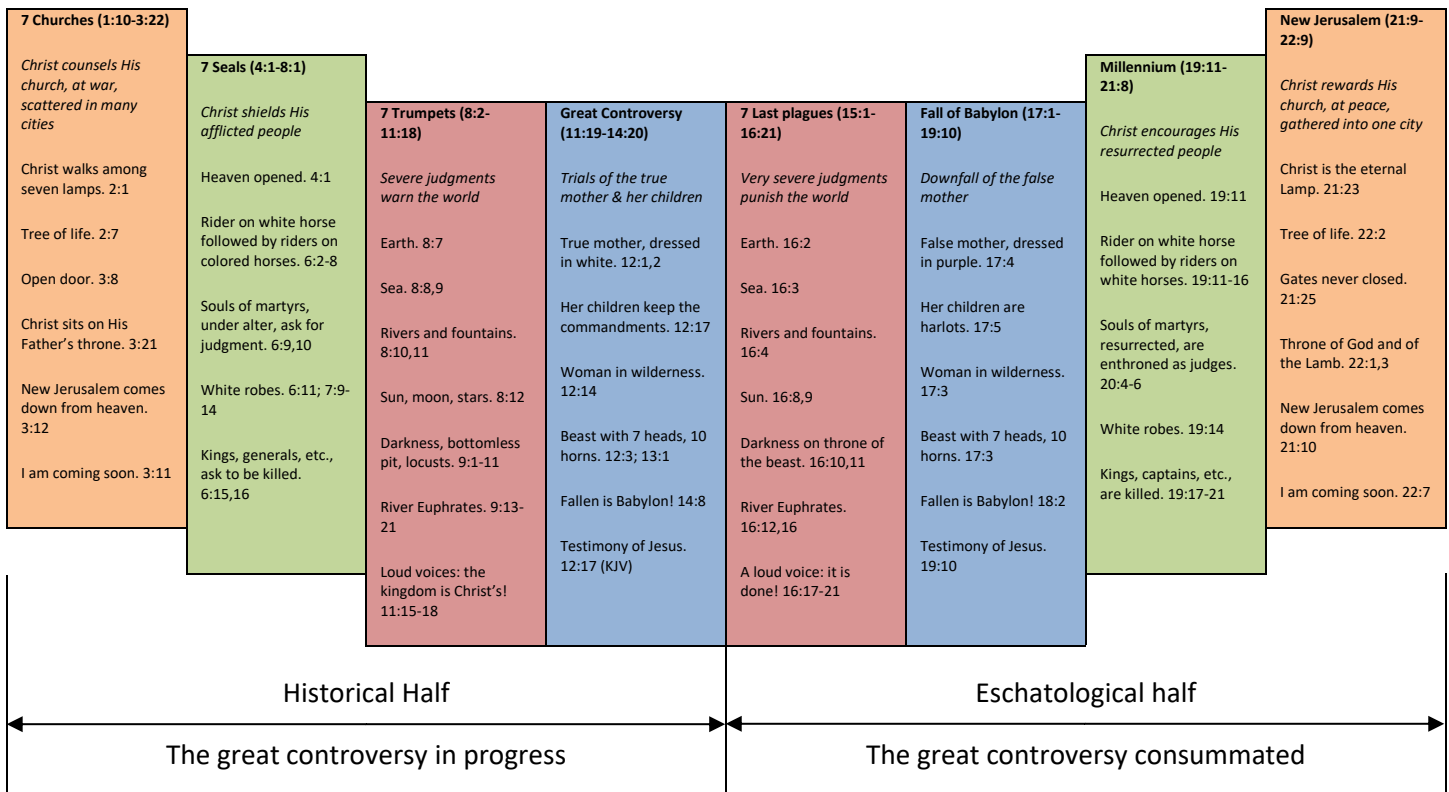 7 Churches (1:10-3:22)
Christ counsels His
church, at war,
scattered in many
cities
Christ walks among
seven lamps. 2:1
Tree of life. 2:7
Open door. 3:8
Christ sits on His
Father’s throne. 3:21
New Jerusalem comes
down from heaven.
3:12
I am coming soon. 3:11
7 Seals (4:1-8:1)
Christ shields His
afflicted people
Heaven opened. 4:1
Rider on white horse
followed by riders on
colored horses. 6:2-8
Souls of martyrs,
under alter, ask for
judgment. 6:9,10
White robes. 6:11; 7:9-
14
Kings, generals, etc.,
ask to be killed.
6:15,16
7 Trumpets (8:2-
11:18)
Severe judgments
warn the world
Earth. 8:7
Sea. 8:8,9
Rivers and fountains.
8:10,11
Sun, moon, stars. 8:12
Darkness, bottomless
pit, locusts. 9:1-11
River Euphrates. 9:13-
21
Loud voices: the
kingdom is Christ’s!
11:15-18
Great Controversy
(11:19-14:20)
Trials of the true
mother & her children
True mother, dressed
in white. 12:1,2
Her children keep the
commandments. 12:17
Woman in wilderness.
12:14
Beast with 7 heads, 10
horns. 12:3; 13:1
Fallen is Babylon! 14:8
Testimony of Jesus.
12:17 (KJV)
7 Last plagues (15:1-
16:21)
Very severe judgments
punish the world
Earth. 16:2
Sea. 16:3
Rivers and fountains.
16:4
Sun. 16:8,9
Darkness on throne of
the beast. 16:10,11
River Euphrates.
16:12,16
A loud voice: it is
done! 16:17-21
Fall of Babylon (17:1-
19:10)
Downfall of the false
mother
False mother, dressed
in purple. 17:4
Her children are
harlots. 17:5
Woman in wilderness.
17:3
Beast with 7 heads, 10
horns. 17:3
Fallen is Babylon! 18:2
Testimony of Jesus.
19:10
Millennium (19:11-
21:8)
Christ encourages His
resurrected people
Heaven opened. 19:11
Rider on white horse
followed by riders on
white horses. 19:11-16
Souls of martyrs,
resurrected, are
enthroned as judges.
20:4-6
White robes. 19:14
Kings, captains, etc.,
are killed. 19:17-21
New Jerusalem (21:9-
22:9)
Christ rewards His
church, at peace,
gathered into one city
Christ is the eternal
Lamp. 21:23
Tree of life. 22:2
Gates never closed.
21:25
Throne of God and of
the Lamb. 22:1,3
New Jerusalem comes
down from heaven.
21:10
I am coming soon. 22:7
Historical Half
The great controversy in progress
Eschatological half
The great controversy consummated